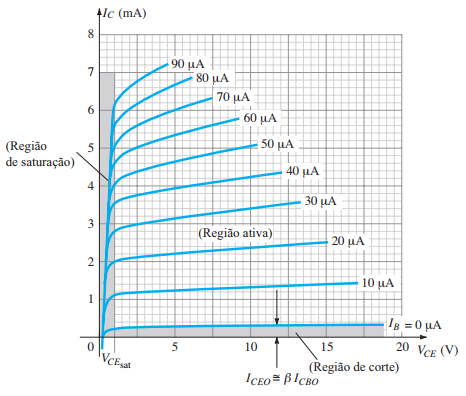 I_C (mA)
8
7
6
5
4
3
2
1
0
90 μA
80 μA
70 μA
60 μA
50 μA
40 μA
30 μA
20 μA
10 μA
I_B = 0 μA
(Região
de saturação)
(Região ativa)
(Região de corte)
V_CEsat
5
10
15
20
V_CE (V)
I_CEO ≅ β I_CBO